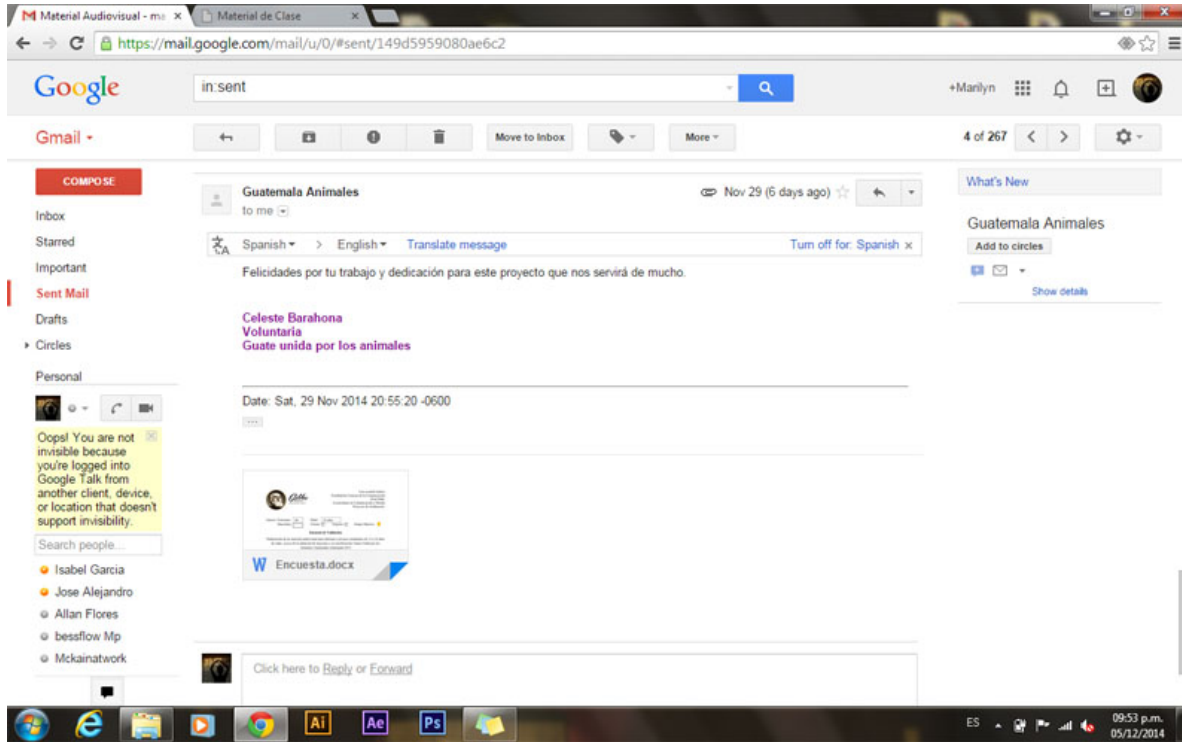 Material Audiovisual - ma
Material de Clase
https://mail.google.com/mail/u/0/#sent/149d5959080ae6c2
Google
in:sent
+Marilyn
Gmail
Move to Inbox
More
4 of 267
COMPOSE
Inbox
Starred
Important
Sent Mail
Drafts
Circles
Personal
Oops! You are not
invisible because
you're logged into
Google Talk from
another client, device,
or location that doesn't
support invisibility.
Search people...
Isabel Garcia
Jose Alejandro
Allan Flores
bessflow Mp
Mckainatwork
Guatemala Animales
Nov 29 (6 days ago)
to me
Spanish > English Translate message Turn off for: Spanish x
Felicidades por tu trabajo y dedicación para este proyecto que nos servirá de mucho.
Celeste Barahona
Voluntaria
Guate unida por los animales
Date: Sat, 29 Nov 2014 20:55:20 -0600
W Encuesta.docx
Click here to Reply or Forward
What's New
Guatemala Animales
Add to circles
Show details
Ai Ae Ps
ES
09:53 p.m.
05/12/2014